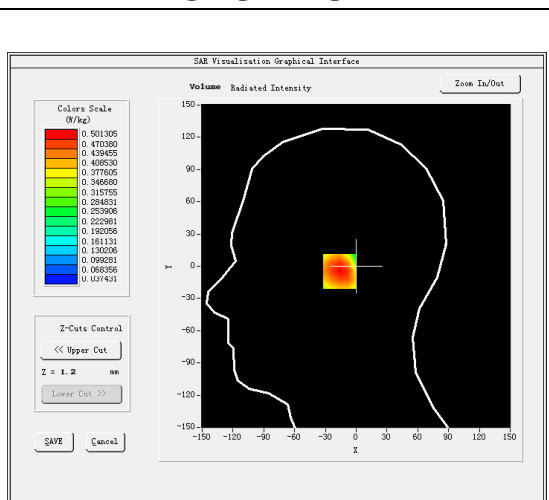 SAR Visualisation Graphical Interface
Volume Radiated Intensity
Zoom In/Out
Colors Scale
(W/kg)
0.501305
0.470380
0.439455
0.408530
0.377605
0.346680
0.315755
0.284831
0.253906
0.222981
0.192056
0.161131
0.130206
0.099281
0.068356
0.037431
Z-Cuts Control
<< Upper Cut
Z = 1.2 mm
Lower Cut >>
SAVE Cancel
150
120
90
60
30
0
-30
-60
-90
-120
-150
Y
-150 -120 -90 -60 -30 0 30 60 90 120 150
X